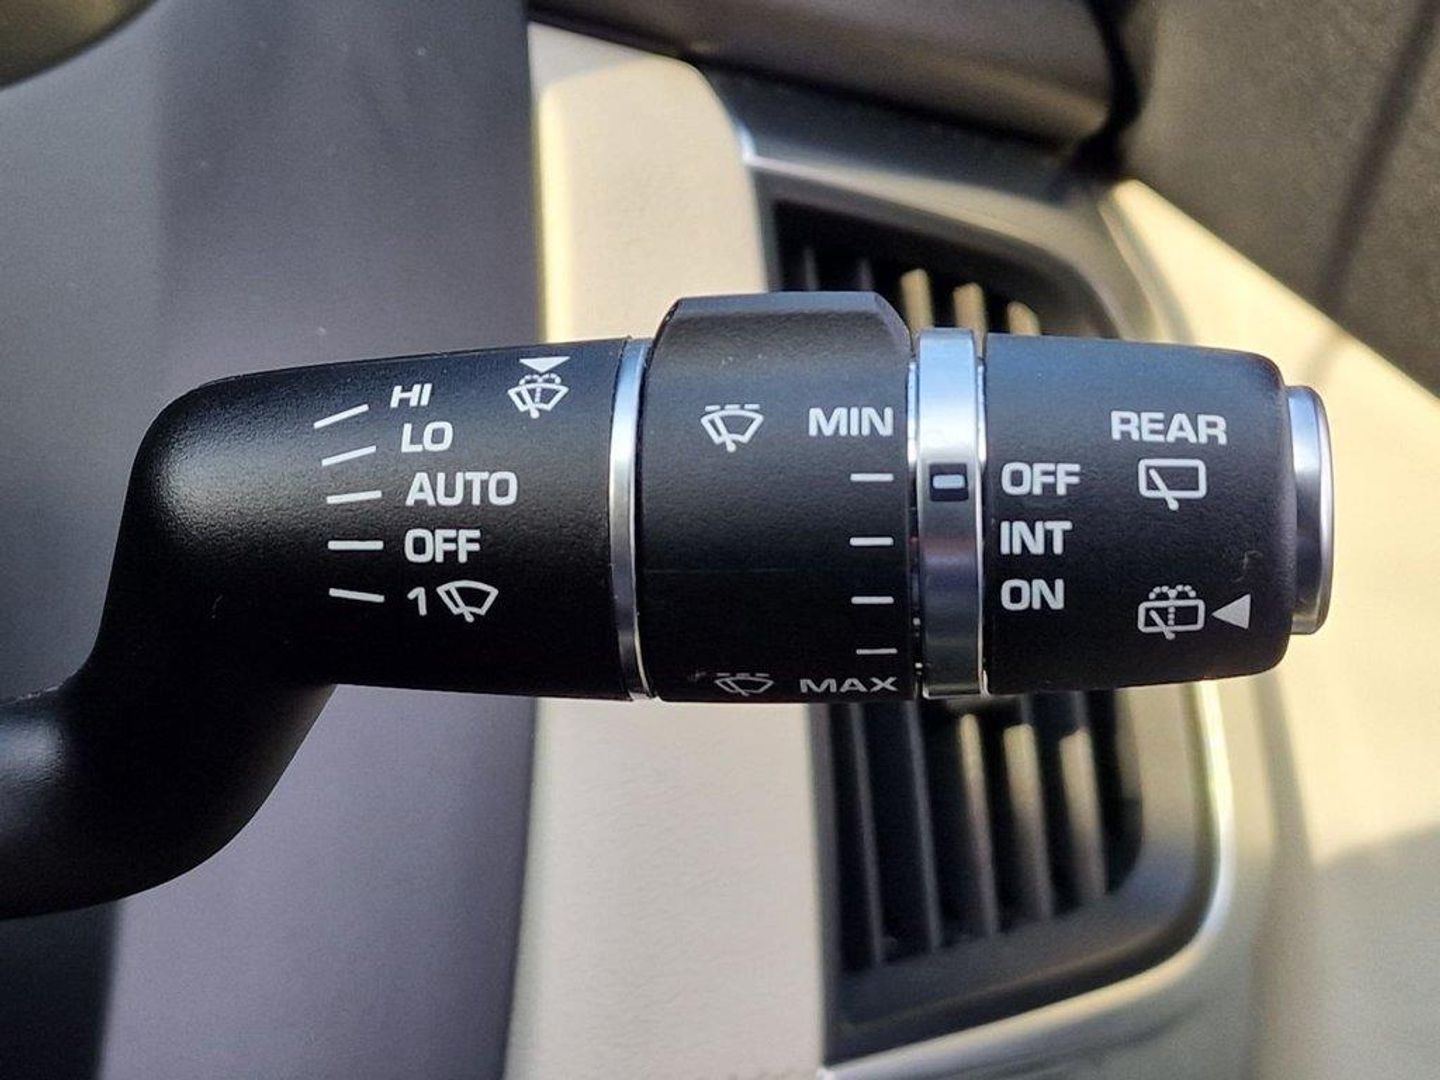 HI
LO
AUTO
OFF
1
MIN
MAX
REAR
OFF
INT
ON